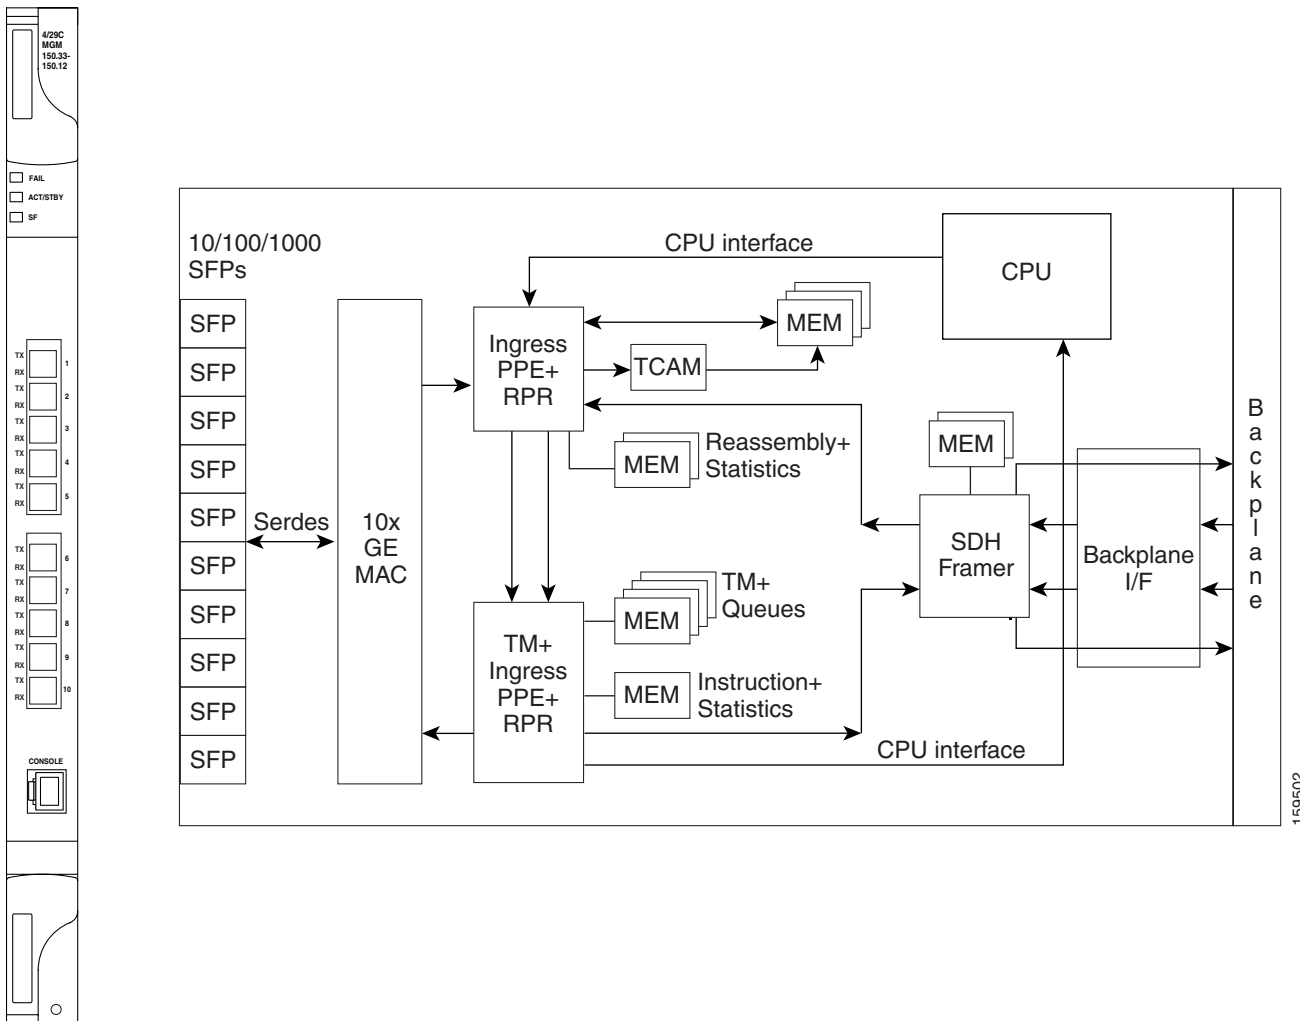 4/29C
MGM
150.33-
150.12
FAIL
ACT/STBY
SF
TX
RX
1
TX
RX
2
TX
RX
3
TX
RX
4
TX
RX
5
TX
RX
6
TX
RX
7
TX
RX
8
TX
RX
9
TX
RX
10
CONSOLE
10/100/1000
SFPs
SFP
SFP
SFP
SFP
SFP
SFP
SFP
SFP
SFP
SFP
Serdes
10x
GE
MAC
CPU interface
CPU
Ingress
PPE+
RPR
MEM
TCAM
MEM
Reassembly+
Statistics
MEM
SDH
Framer
Backplane
I/F
Backplane
TM+
Ingress
PPE+
RPR
MEM
TM+
Queues
MEM
Instruction+
Statistics
CPU interface
159502